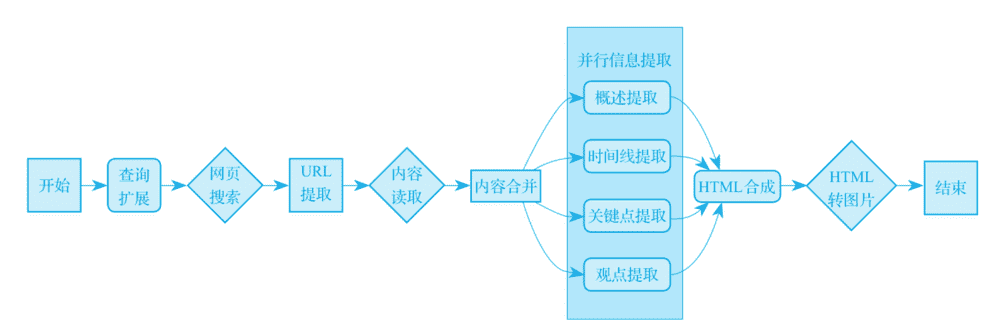 开始
查询
扩展
网页
搜索
URL
提取
内容
读取
内容合并
并行信息提取
概述提取
时间线提取
关键点提取
观点提取
HTML合成
HTML
转图片
结束